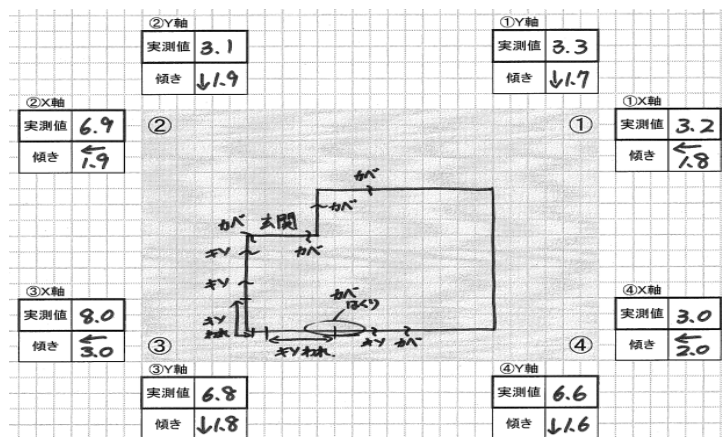 ②Y軸
実測値 3.1
傾き ↓1.9
①Y軸
実測値 3.3
傾き ↓1.7
②X軸
実測値 6.9
傾き ←1.9
①X軸
実測値 3.2
傾き ←1.8
②
①
カベ
カベ
カベ 玄関
カベ
キソ
キソ
カベ
はくり
キソ
われ
キソわれ
キソ カベ
③X軸
実測値 8.0
傾き ←3.0
④X軸
実測値 3.0
傾き ←2.0
③
④
③Y軸
実測値 6.8
傾き ↓1.8
④Y軸
実測値 6.6
傾き ↓1.6